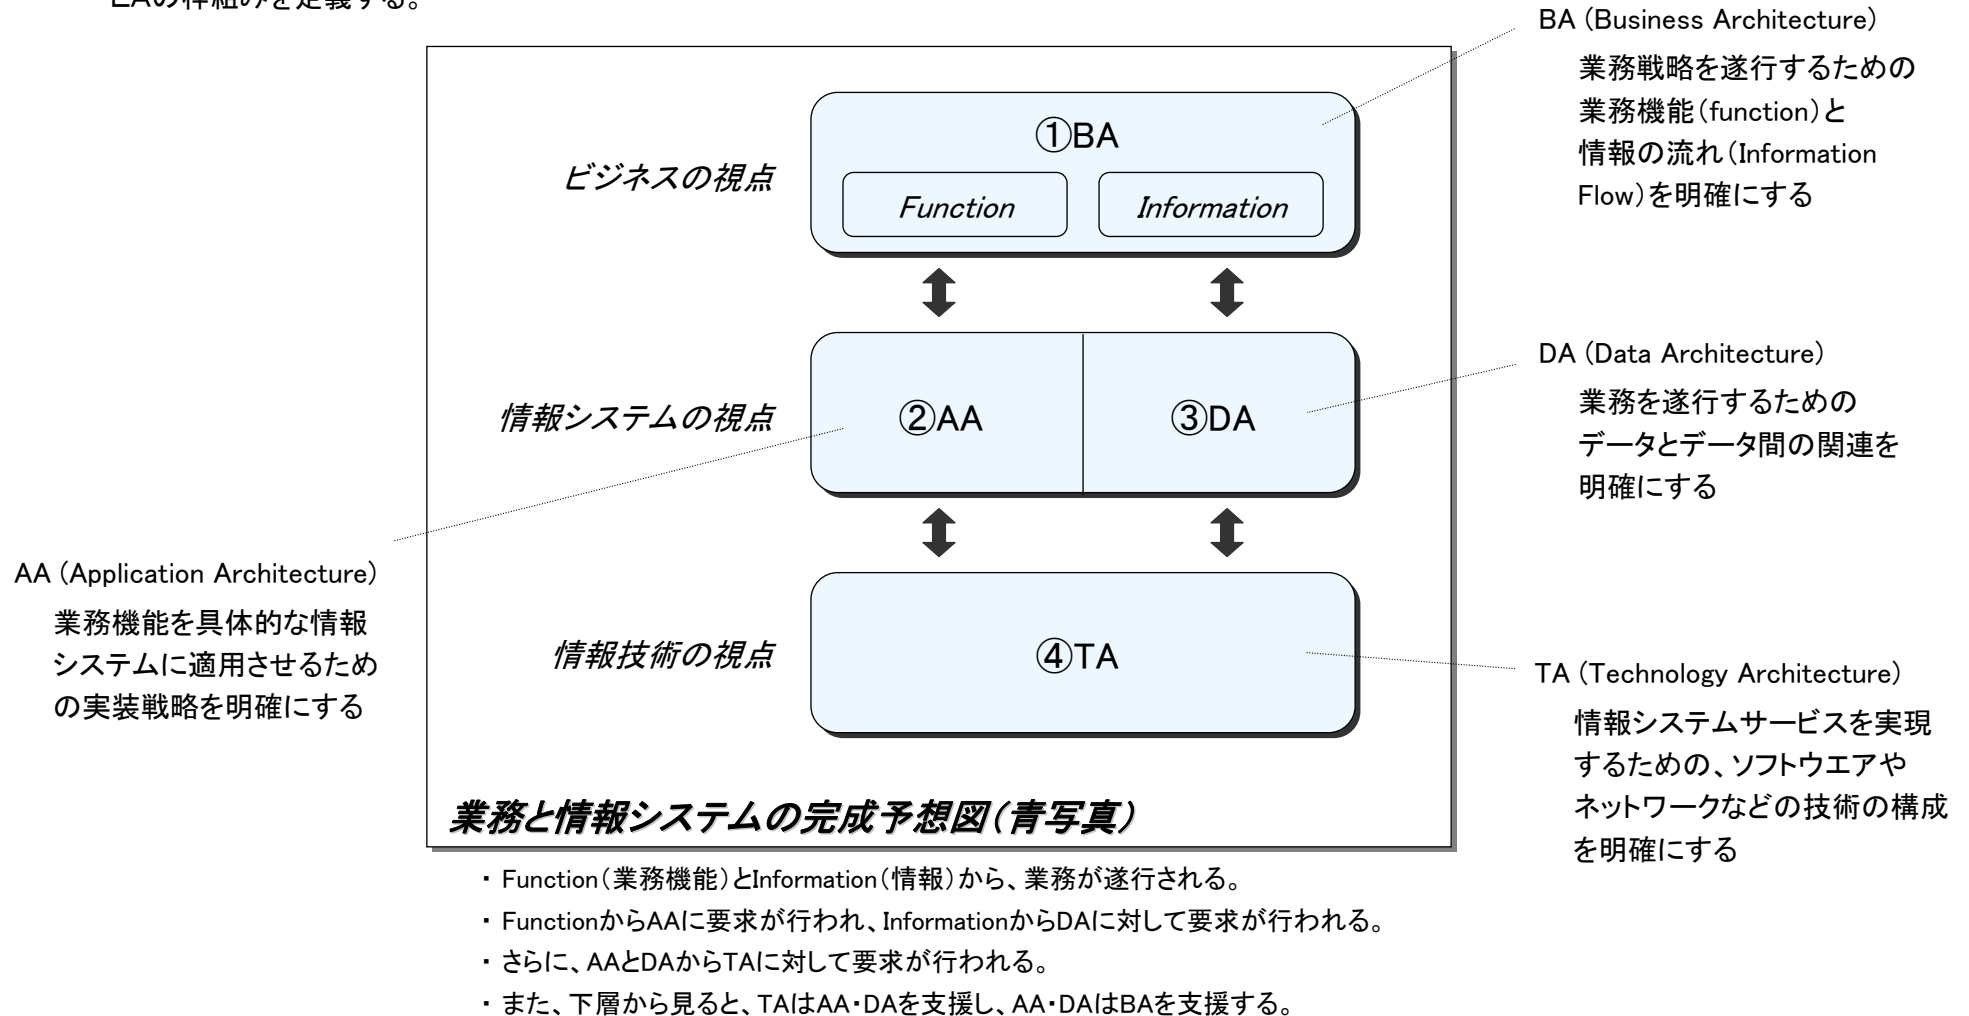 EAの枠組みを定義する。
BA (Business Architecture)
業務戦略を遂行するための
業務機能（function）と
情報の流れ（Information
Flow）を明確にする
①BA
ビジネスの視点
Function
Information
DA (Data Architecture)
業務を遂行するための
データとデータ間の関連を
明確にする
情報システムの視点
②AA
③DA
AA (Application Architecture)
業務機能を具体的な情報
システムに適用させるため
の実装戦略を明確にする
情報技術の視点
④TA
TA (Technology Architecture)
情報システムサービスを実現
するための、ソフトウエアや
ネットワークなどの技術の構成
を明確にする
業務と情報システムの完成予想図（青写真）
・ Function（業務機能）とInformation（情報）から、業務が遂行される。
・ FunctionからAAに要求が行われ、InformationからDAに対して要求が行われる。
・ さらに、AAとDAからTAに対して要求が行われる。
・ また、下層から見ると、TAはAA・DAを支援し、AA・DAはBAを支援する。